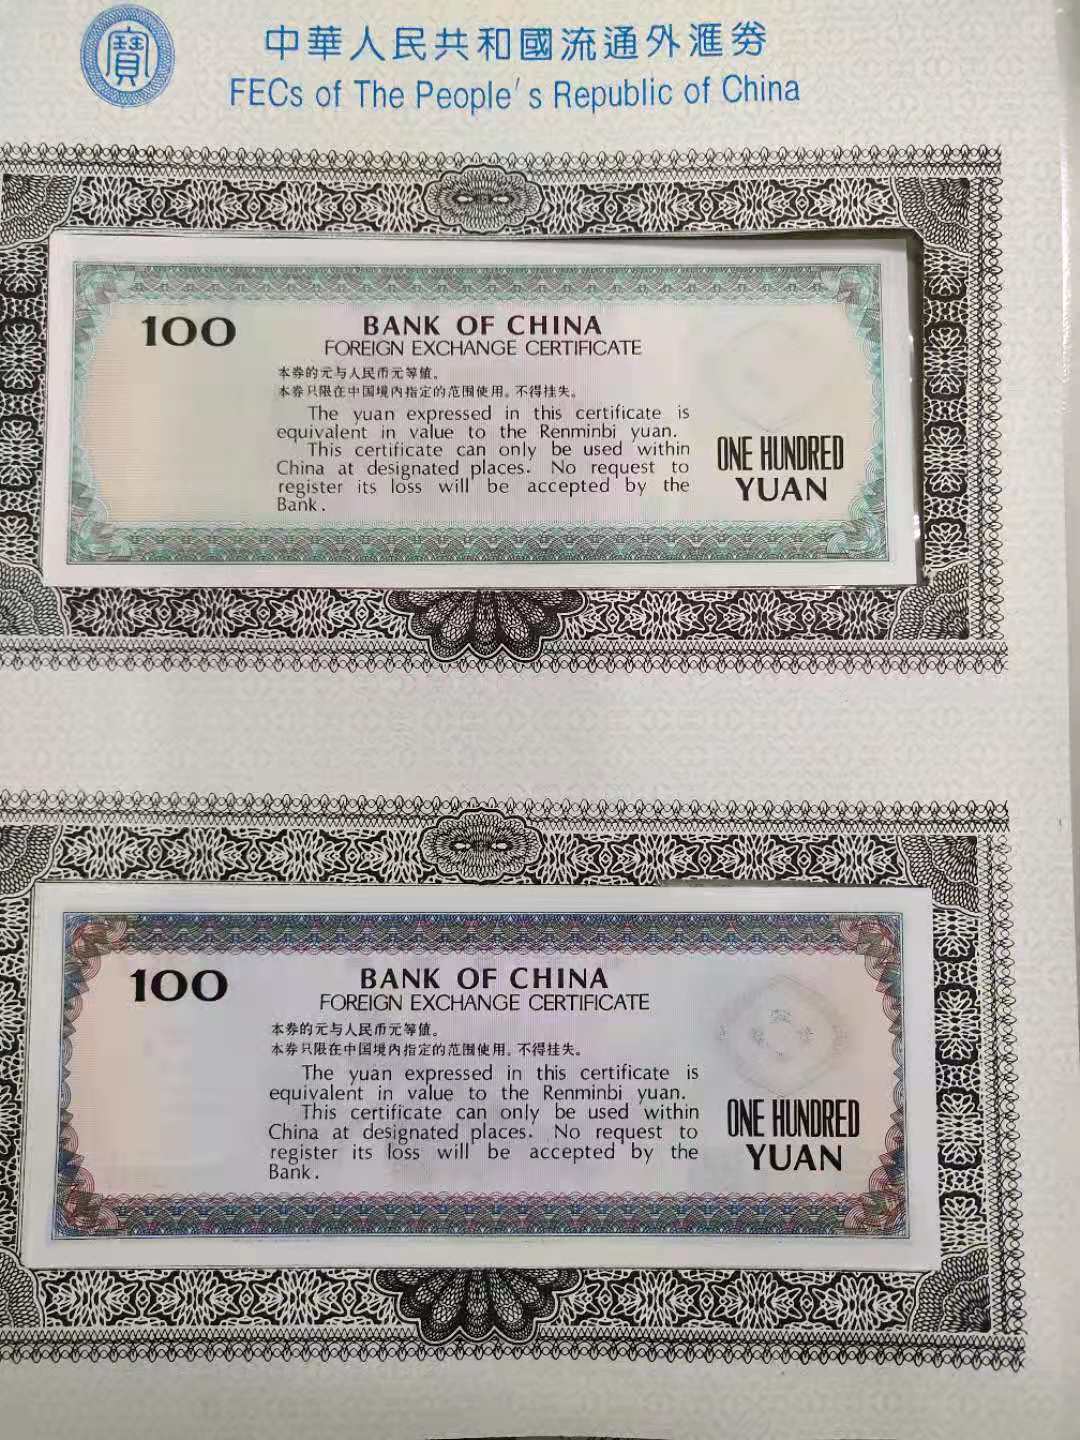 寶
中華人民共和國流通外滙券
FECs of The People's Republic of China
100
BANK OF CHINA
FOREIGN EXCHANGE CERTIFICATE
本券的元与人民币元等值。
本券只限在中国境内指定的范围使用。不得挂失。
The yuan expressed in this certificate is
equivalent in value to the Renminbi yuan.
This certificate can only be used within
China at designated places. No request to
register its loss will be accepted by the
Bank.
ONE HUNDRED
YUAN
100
BANK OF CHINA
FOREIGN EXCHANGE CERTIFICATE
本券的元与人民币元等值。
本券只限在中国境内指定的范围使用。不得挂失。
The yuan expressed in this certificate is
equivalent in value to the Renminbi yuan.
This certificate can only be used within
China at designated places. No request to
register its loss will be accepted by the
Bank.
ONE HUNDRED
YUAN